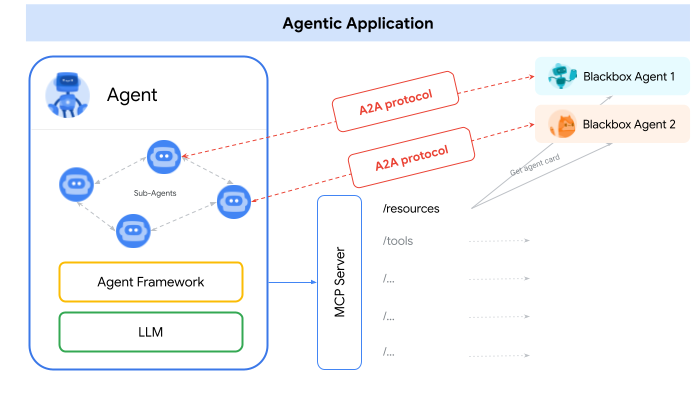 Agentic Application
Agent
Sub-Agents
Agent Framework
LLM
A2A protocol
A2A protocol
Blackbox Agent 1
Blackbox Agent 2
Get agent card
MCP Server
/resources
/tools
/...
/...
/...